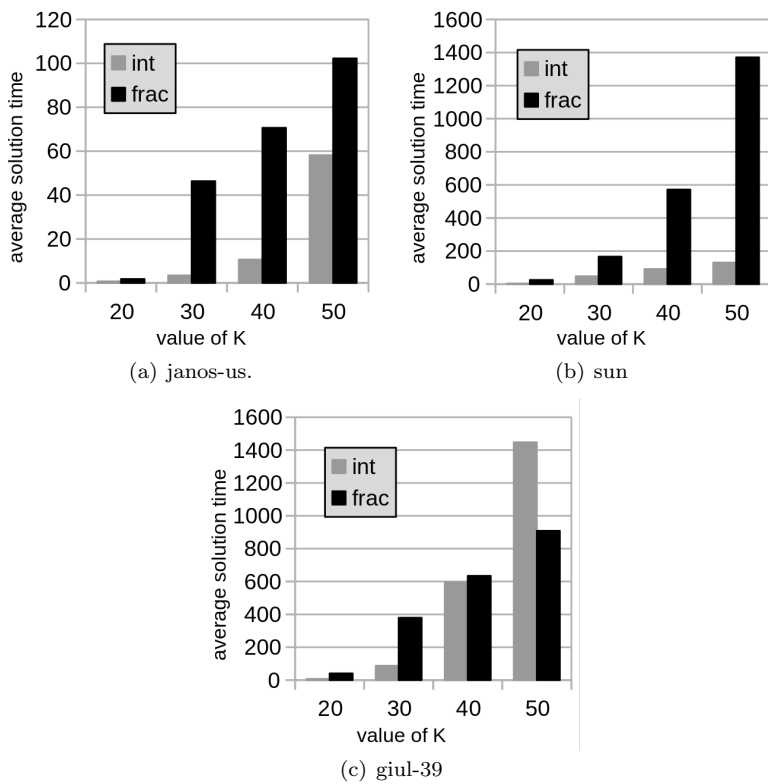 120
100
80
60
40
20
0
average solution time
int
frac
20 30 40 50
value of K
(a) janos-us.
1600
1400
1200
1000
800
600
400
200
0
average solution time
int
frac
20 30 40 50
value of K
(b) sun
1600
1400
1200
1000
800
600
400
200
0
average solution time
int
frac
20 30 40 50
value of K
(c) giul-39